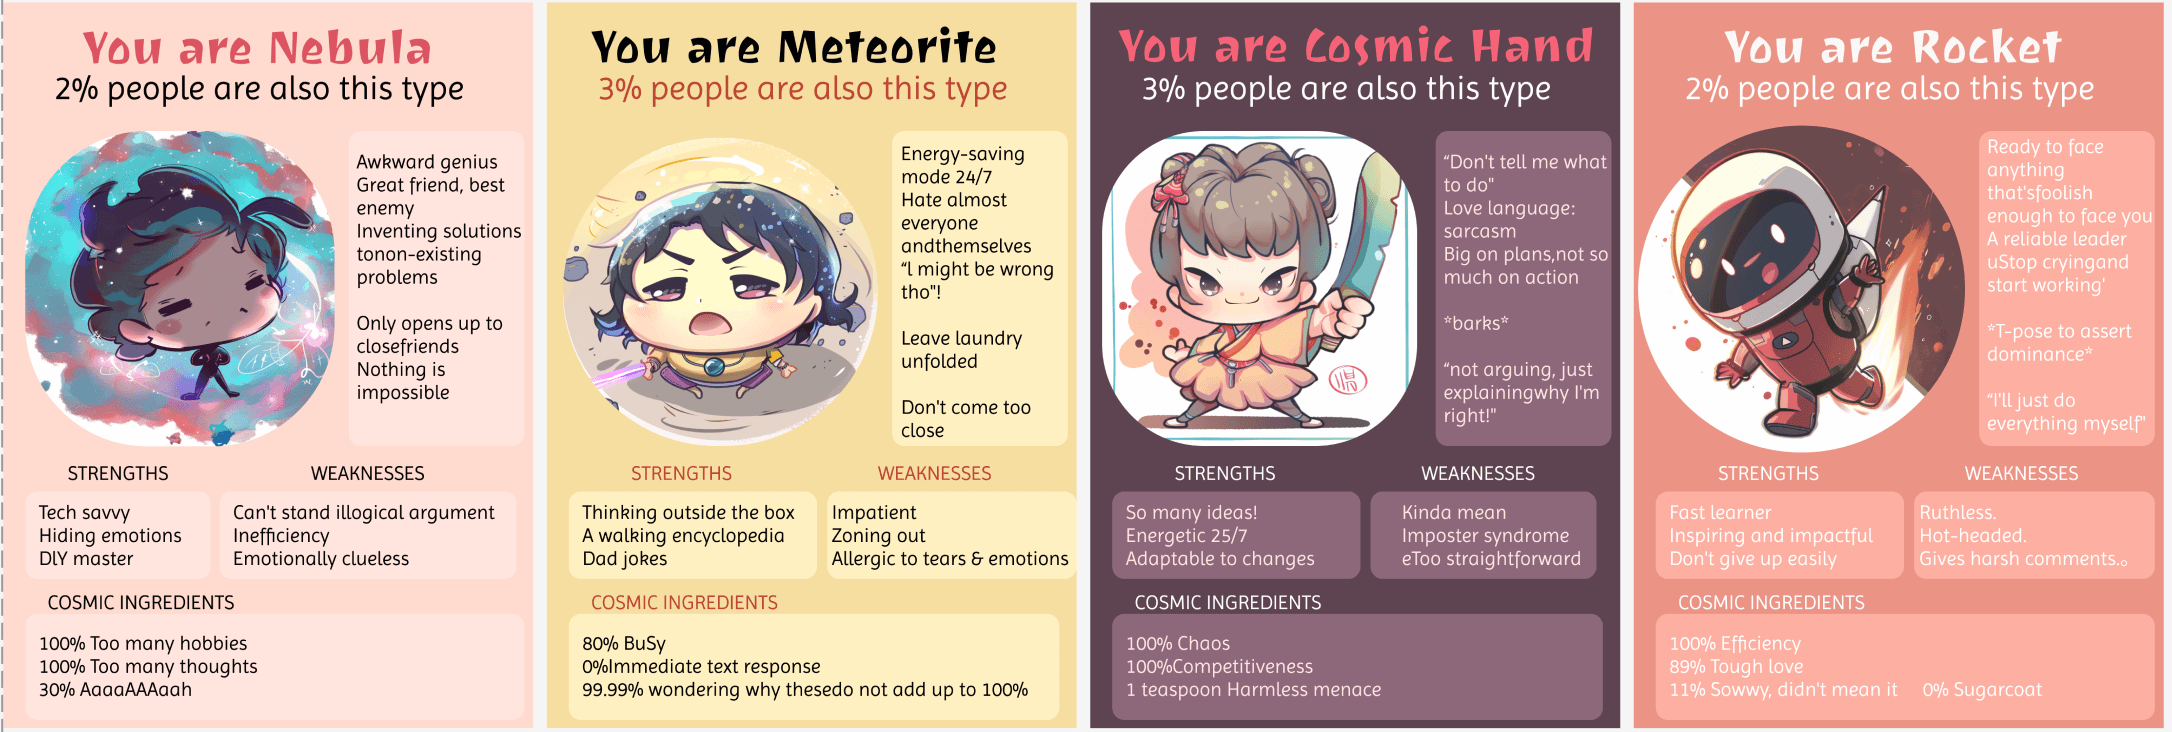 You are Nebula
2% people are also this type
Awkward genius
Great friend, best
enemy
Inventing solutions
tonon-existing
problems
Only opens up to
closefriends
Nothing is
impossible
STRENGTHS
WEAKNESSES
Tech savvy
Hiding emotions
DLY master
Can't stand illogical argument
Inefficiency
Emotionally clueless
COSMIC INGREDIENTS
100% Too many hobbies
100% Too many thoughts
30% AaaaAAAaah
You are Meteorite
3% people are also this type
Energy-saving
mode 24/7
Hate almost
everyone
andthemselves
“l might be wrong
tho"!
Leave laundry
unfolded
Don't come too
close
STRENGTHS
WEAKNESSES
Thinking outside the box
A walking encyclopedia
Dad jokes
Impatient
Zoning out
Allergic to tears & emotions
COSMIC INGREDIENTS
80% BuSy
0%Immediate text response
99.99% wondering why thesedo not add up to 100%
You are Cosmic Hand
3% people are also this type
“Don't tell me what
to do"
Love language:
sarcasm
Big on plans,not so
much on action
*barks*
“not arguing, just
explainingwhy I'm
right!"
STRENGTHS
WEAKNESSES
So many ideas!
Energetic 25/7
Adaptable to changes
Kinda mean
Imposter syndrome
eToo straightforward
COSMIC INGREDIENTS
100% Chaos
100%Competitiveness
1 teaspoon Harmless menace
You are Rocket
2% people are also this type
Ready to face
anything
that'sfoolish
enough to face you
A reliable leader
uStop cryingand
start working'
*T-pose to assert
dominance*
“I'll just do
everything myself"
STRENGTHS
WEAKNESSES
Fast learner
Inspiring and impactful
Don't give up easily
Ruthless.
Hot-headed.
Gives harsh comments.。
COSMIC INGREDIENTS
100% Efficiency
89% Tough love
11% Sowwy, didn't mean it 0% Sugarcoat